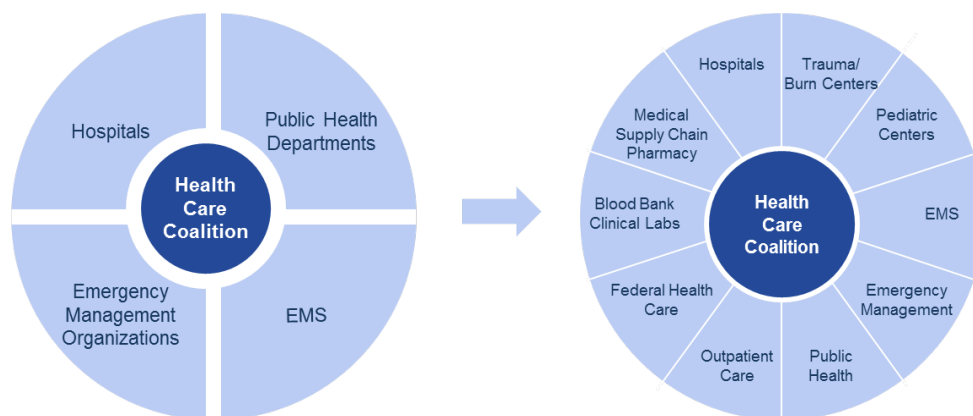 Hospitals
Public Health
Departments
Health
Care
Coalition
Emergency
Management
Organizations
EMS
Hospitals
Trauma/
Burn Centers
Medical
Supply Chain
Pharmacy
Pediatric
Centers
Blood Bank
Clinical Labs
Health
Care
Coalition
EMS
Federal Health
Care
Emergency
Management
Outpatient
Care
Public
Health